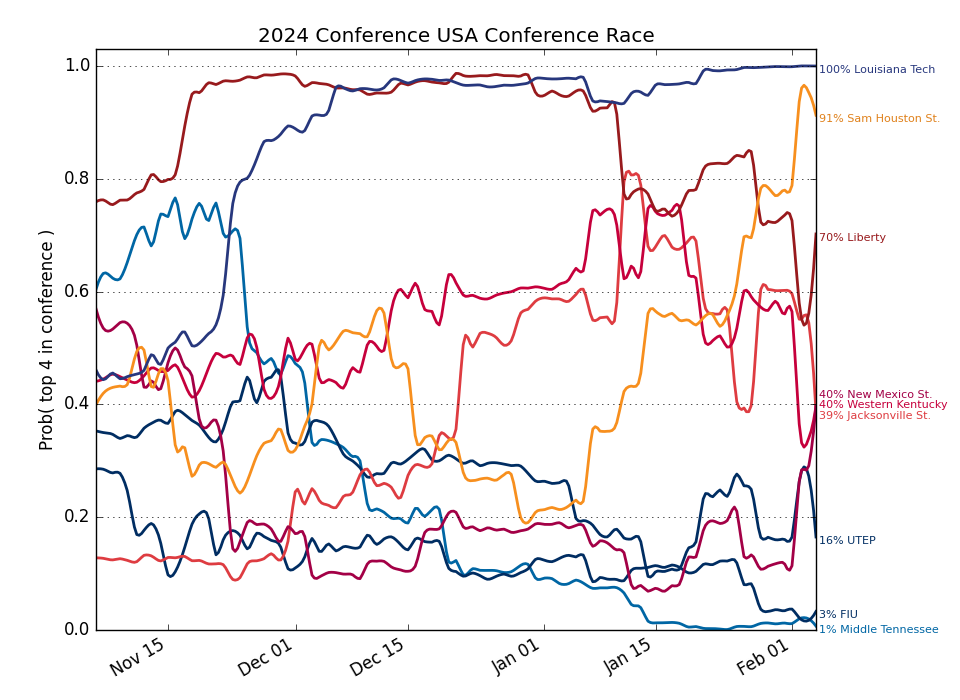 2024 Conference USA Conference Race
Prob( top 4 in conference )
1.0
0.8
0.6
0.4
0.2
0.0
Nov 15
Dec 01
Dec 15
Jan 01
Jan 15
Feb 01
100% Louisiana Tech
91% Sam Houston St.
70% Liberty
40% New Mexico St.
40% Western Kentucky
39% Jacksonville St.
16% UTEP
3% FIU
1% Middle Tennessee